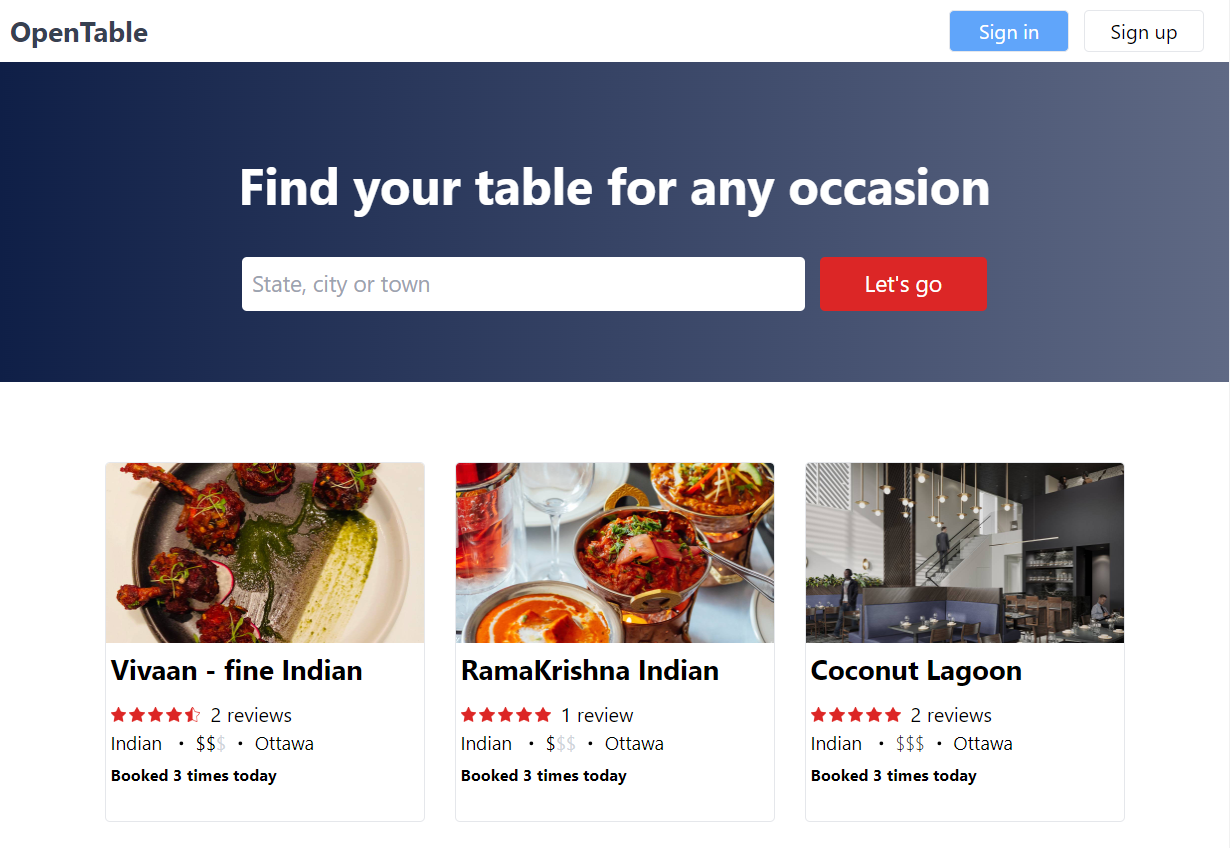 OpenTable
Sign in
Sign up
Find your table for any occasion
State, city or town
Let's go
Vivaan - fine Indian
2 reviews
Indian • $$$ • Ottawa
Booked 3 times today
RamaKrishna Indian
1 review
Indian • $$$ • Ottawa
Booked 3 times today
Coconut Lagoon
2 reviews
Indian • $$$ • Ottawa
Booked 3 times today